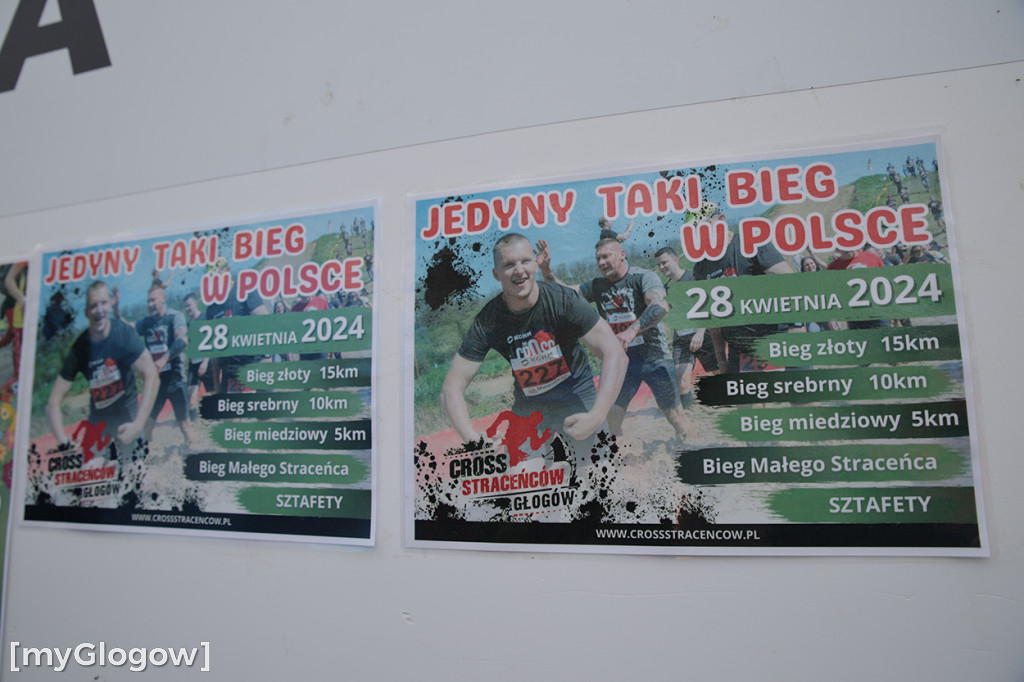 A
JEDYNY TAKI BIEG
W POLSCE
28 KWIETNIA 2024
Bieg złoty 15km
Bieg srebrny 10km
Bieg miedziowy 5km
Bieg Małego Straceńca
SZTAFETY
CROSS
STRACEŃCÓW
GŁOGÓW
WWW.CROSSSTRACENCOW.PL
JEDYNY TAKI BIEG
W POLSCE
28 KWIETNIA 2024
Bieg złoty 15km
Bieg srebrny 10km
Bieg miedziowy 5km
Bieg Małego Straceńca
SZTAFETY
CROSS
227
CROSS
STRACEŃCÓW
GŁOGÓW
WWW.CROSSSTRACENCOW.PL
[myGlogow]